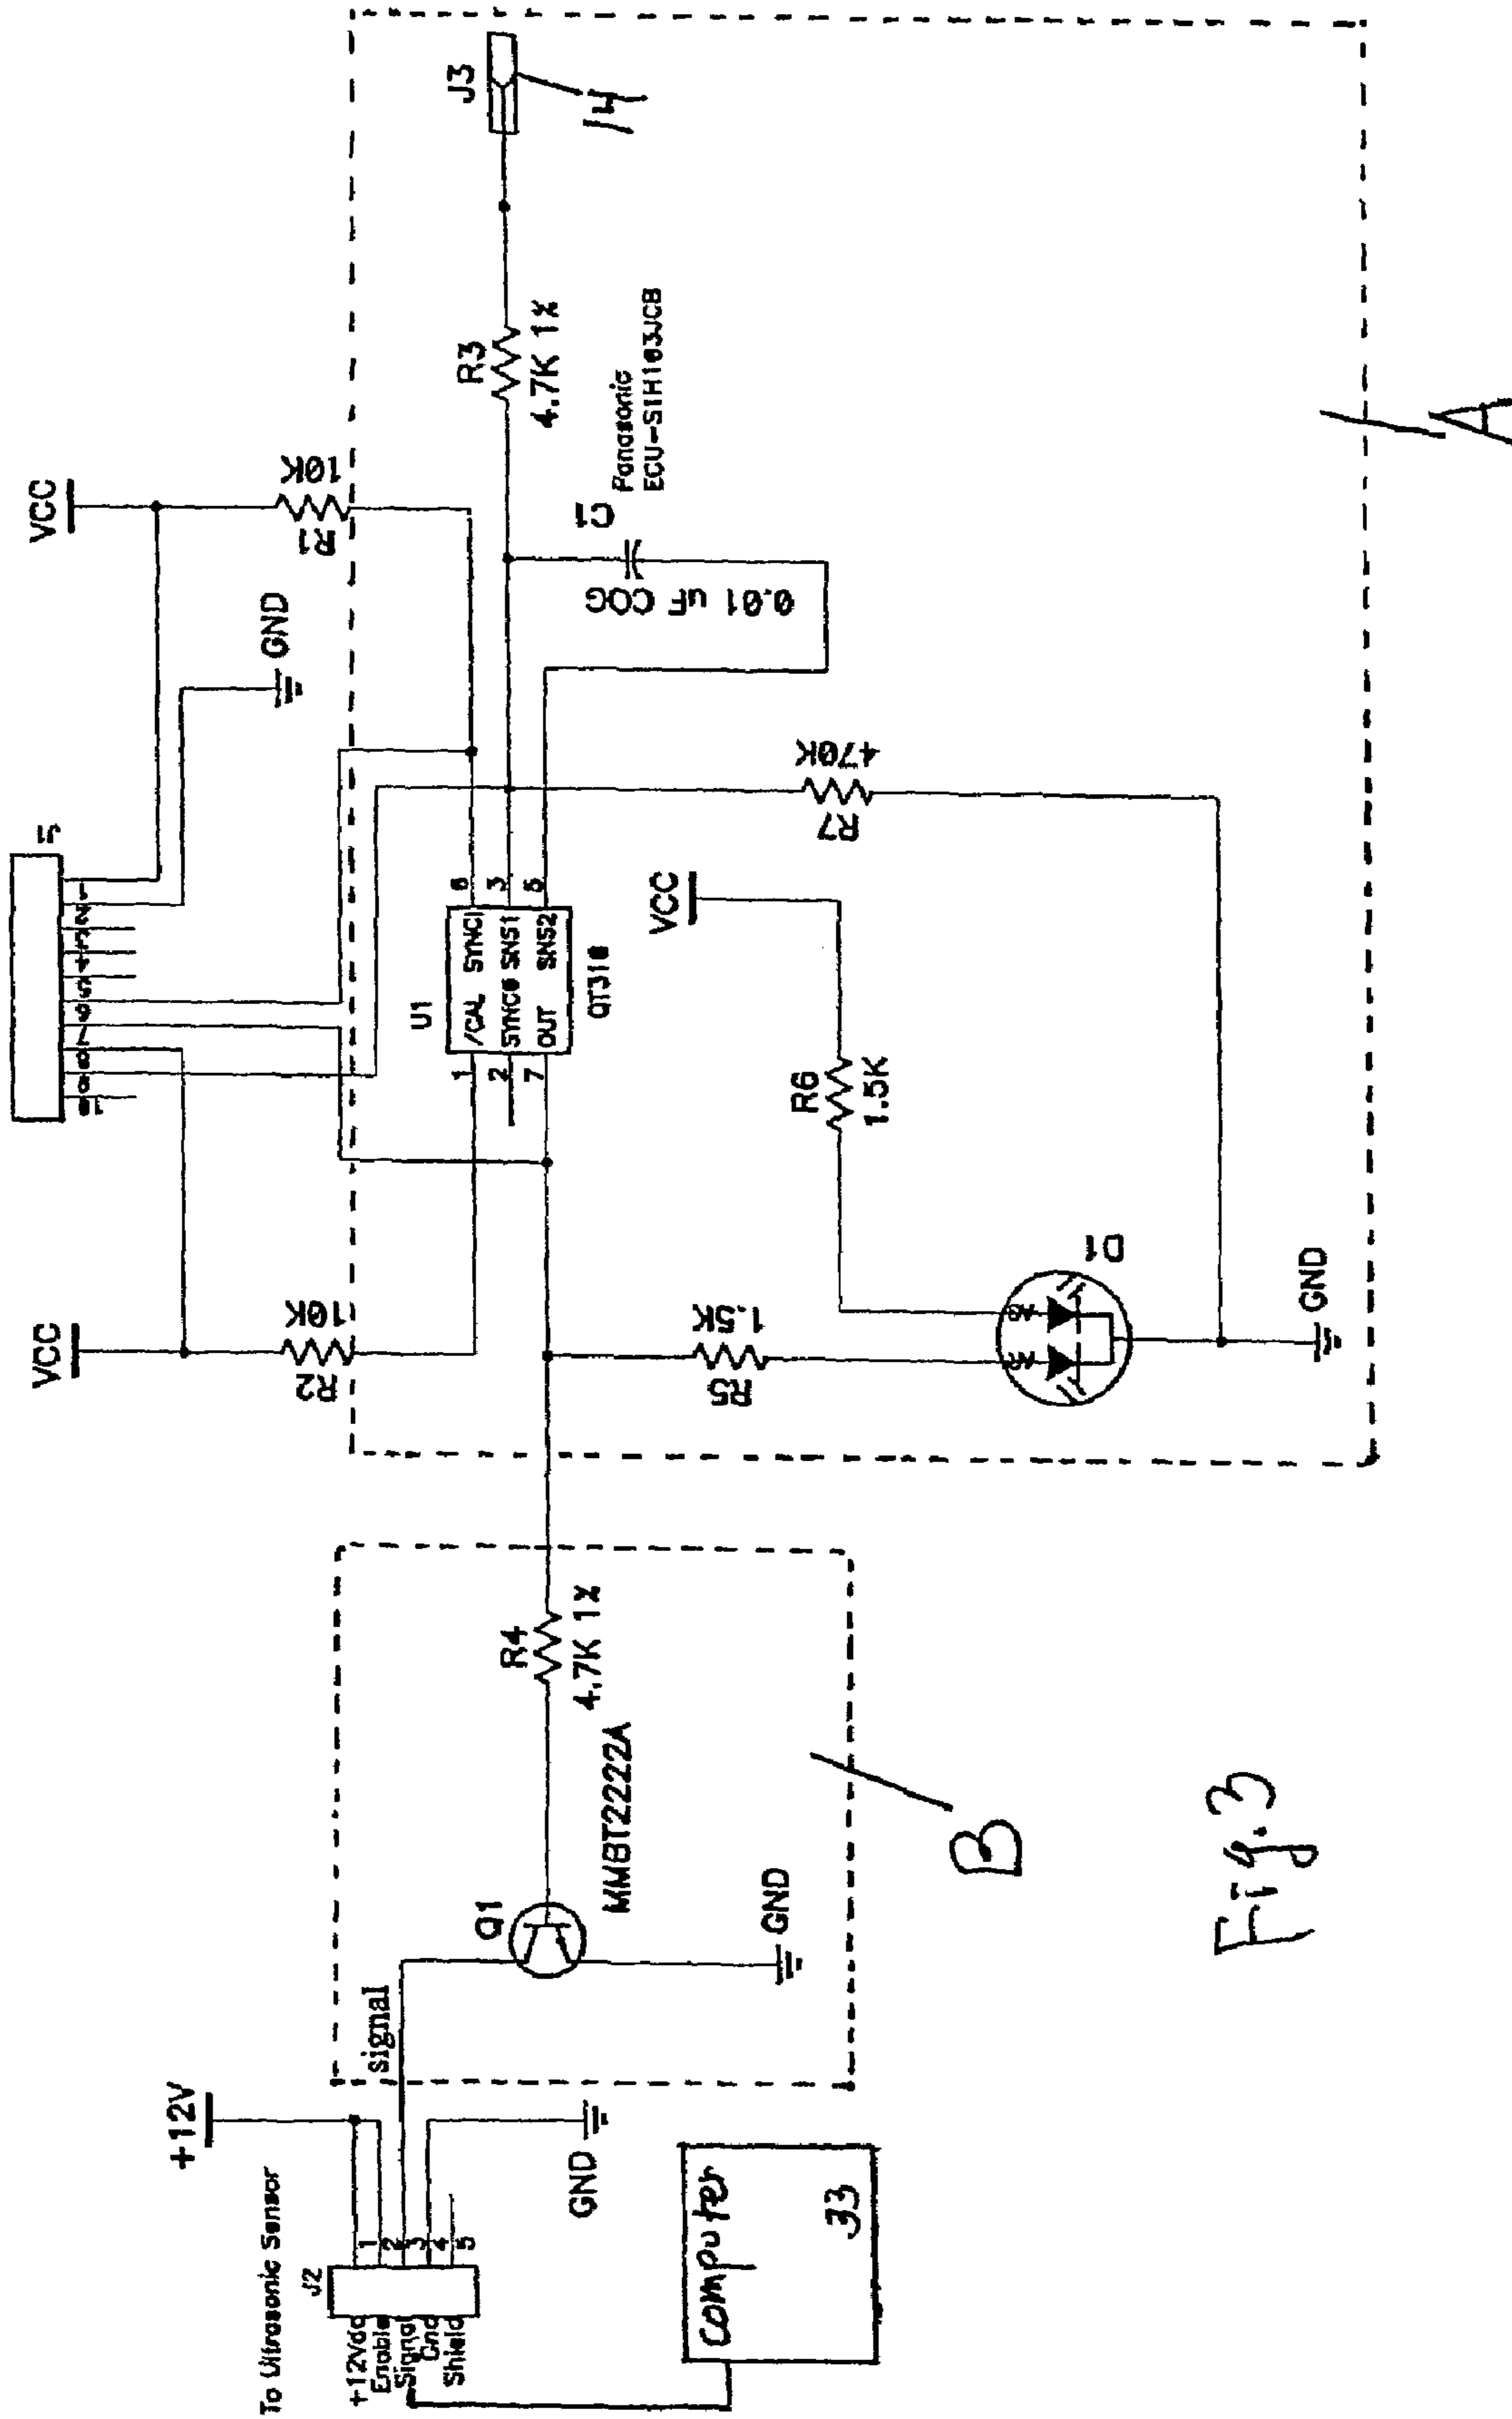 To Ultrasonic Sensor
J2
+12Vdc
Enable
Signal
Gnd
Shield
1
2
3
4
5
+12V
GND
computer
33
signal
Q1
MMBT2222A
GND
R4
4.7K 1%
B
VCC
R2
10K
1
2
3
4
5
6
7
8
9
10
VCC
R1
10K
GND
U1
/CAL SYNCI
SYNCO SNS1
OUT SNS2
1
2
7
6
3
5
QT310
R3
4.7K 1%
J3
14
C1
0.01 uF COG
Panasonic
ECU-S1H103JCB
R7
470K
VCC
R6
1.5K
R5
1.5K
D1
GND
A
Fig.3